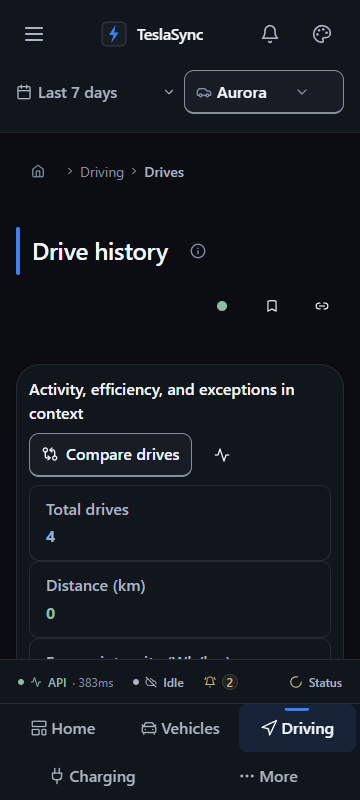 TeslaSync
Last 7 days
Aurora
Driving
Drives
Drive history
Activity, efficiency, and exceptions in
context
Compare drives
Total drives
4
Distance (km)
0
API · 383ms
Idle
2
Status
Home
Vehicles
Driving
Charging
More